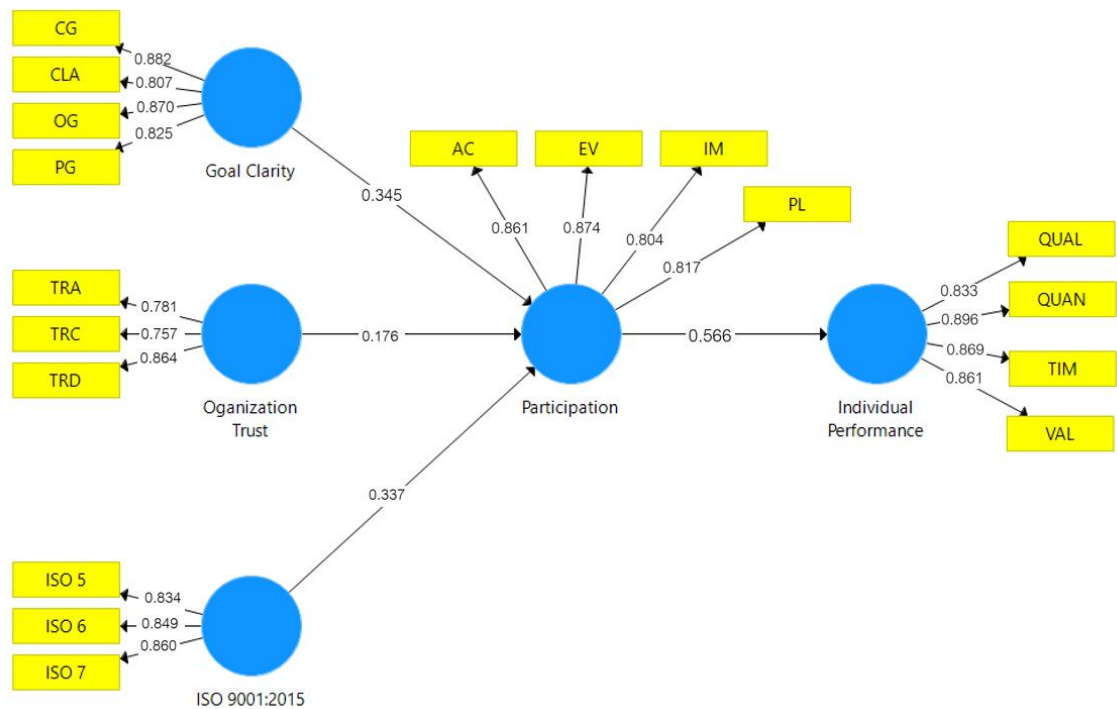 CG
0.882
CLA
0.807
OG
0.870
PG
0.825
Goal Clarity
0.345
AC
EV
IM
PL
0.861
0.874
0.804
0.817
TRA
0.781
TRC
0.757
TRD
0.864
Oganization
Trust
0.176
Participation
0.566
Individual
Performance
QUAL
0.833
QUAN
0.896
TIM
0.869
VAL
0.861
0.337
ISO 5
0.834
ISO 6
0.849
ISO 7
0.860
ISO 9001:2015